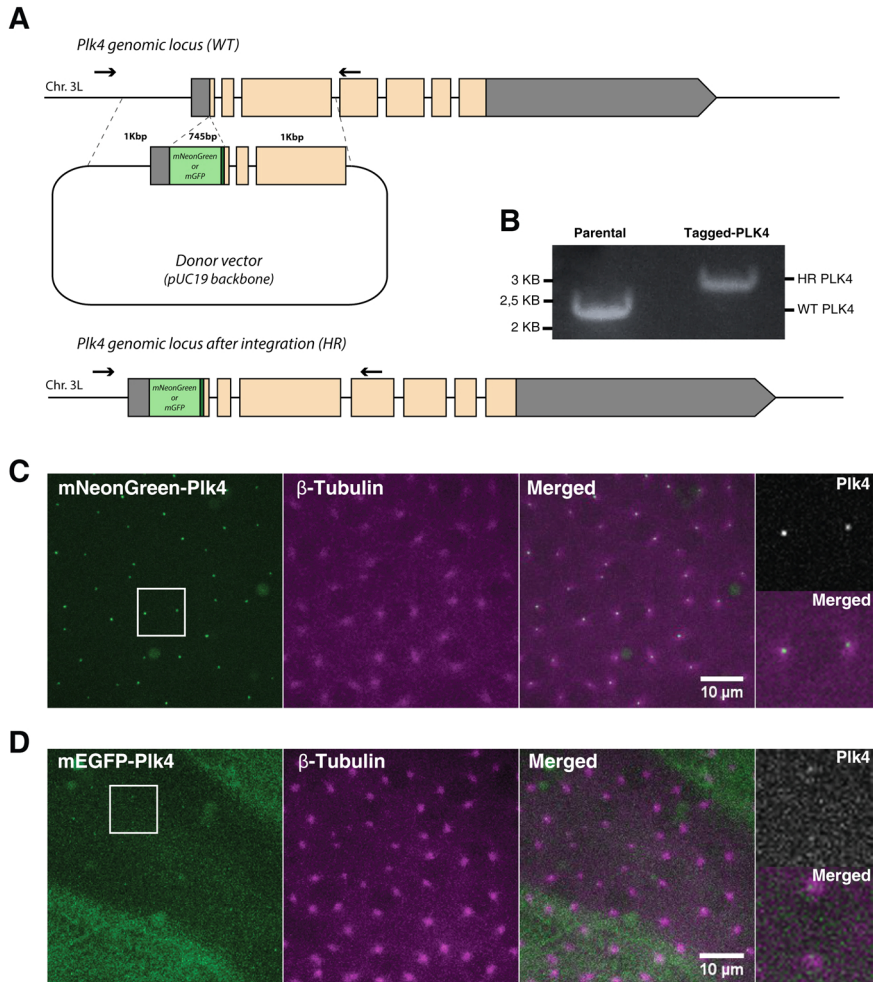 A
Plk4 genomic locus (WT)
Chr. 3L
1Kbp
745bp
1Kbp
mNeonGreen
or
mGFP
Donor vector
(pUC19 backbone)
Plk4 genomic locus after integration (HR)
Chr. 3L
mNeonGreen
or
mGFP
B
Parental
Tagged-PLK4
3 KB
2,5 KB
2 KB
HR PLK4
WT PLK4
C
mNeonGreen-Plk4
β-Tubulin
Merged
10 µm
Plk4
Merged
D
mEGFP-Plk4
β-Tubulin
Merged
10 µm
Plk4
Merged